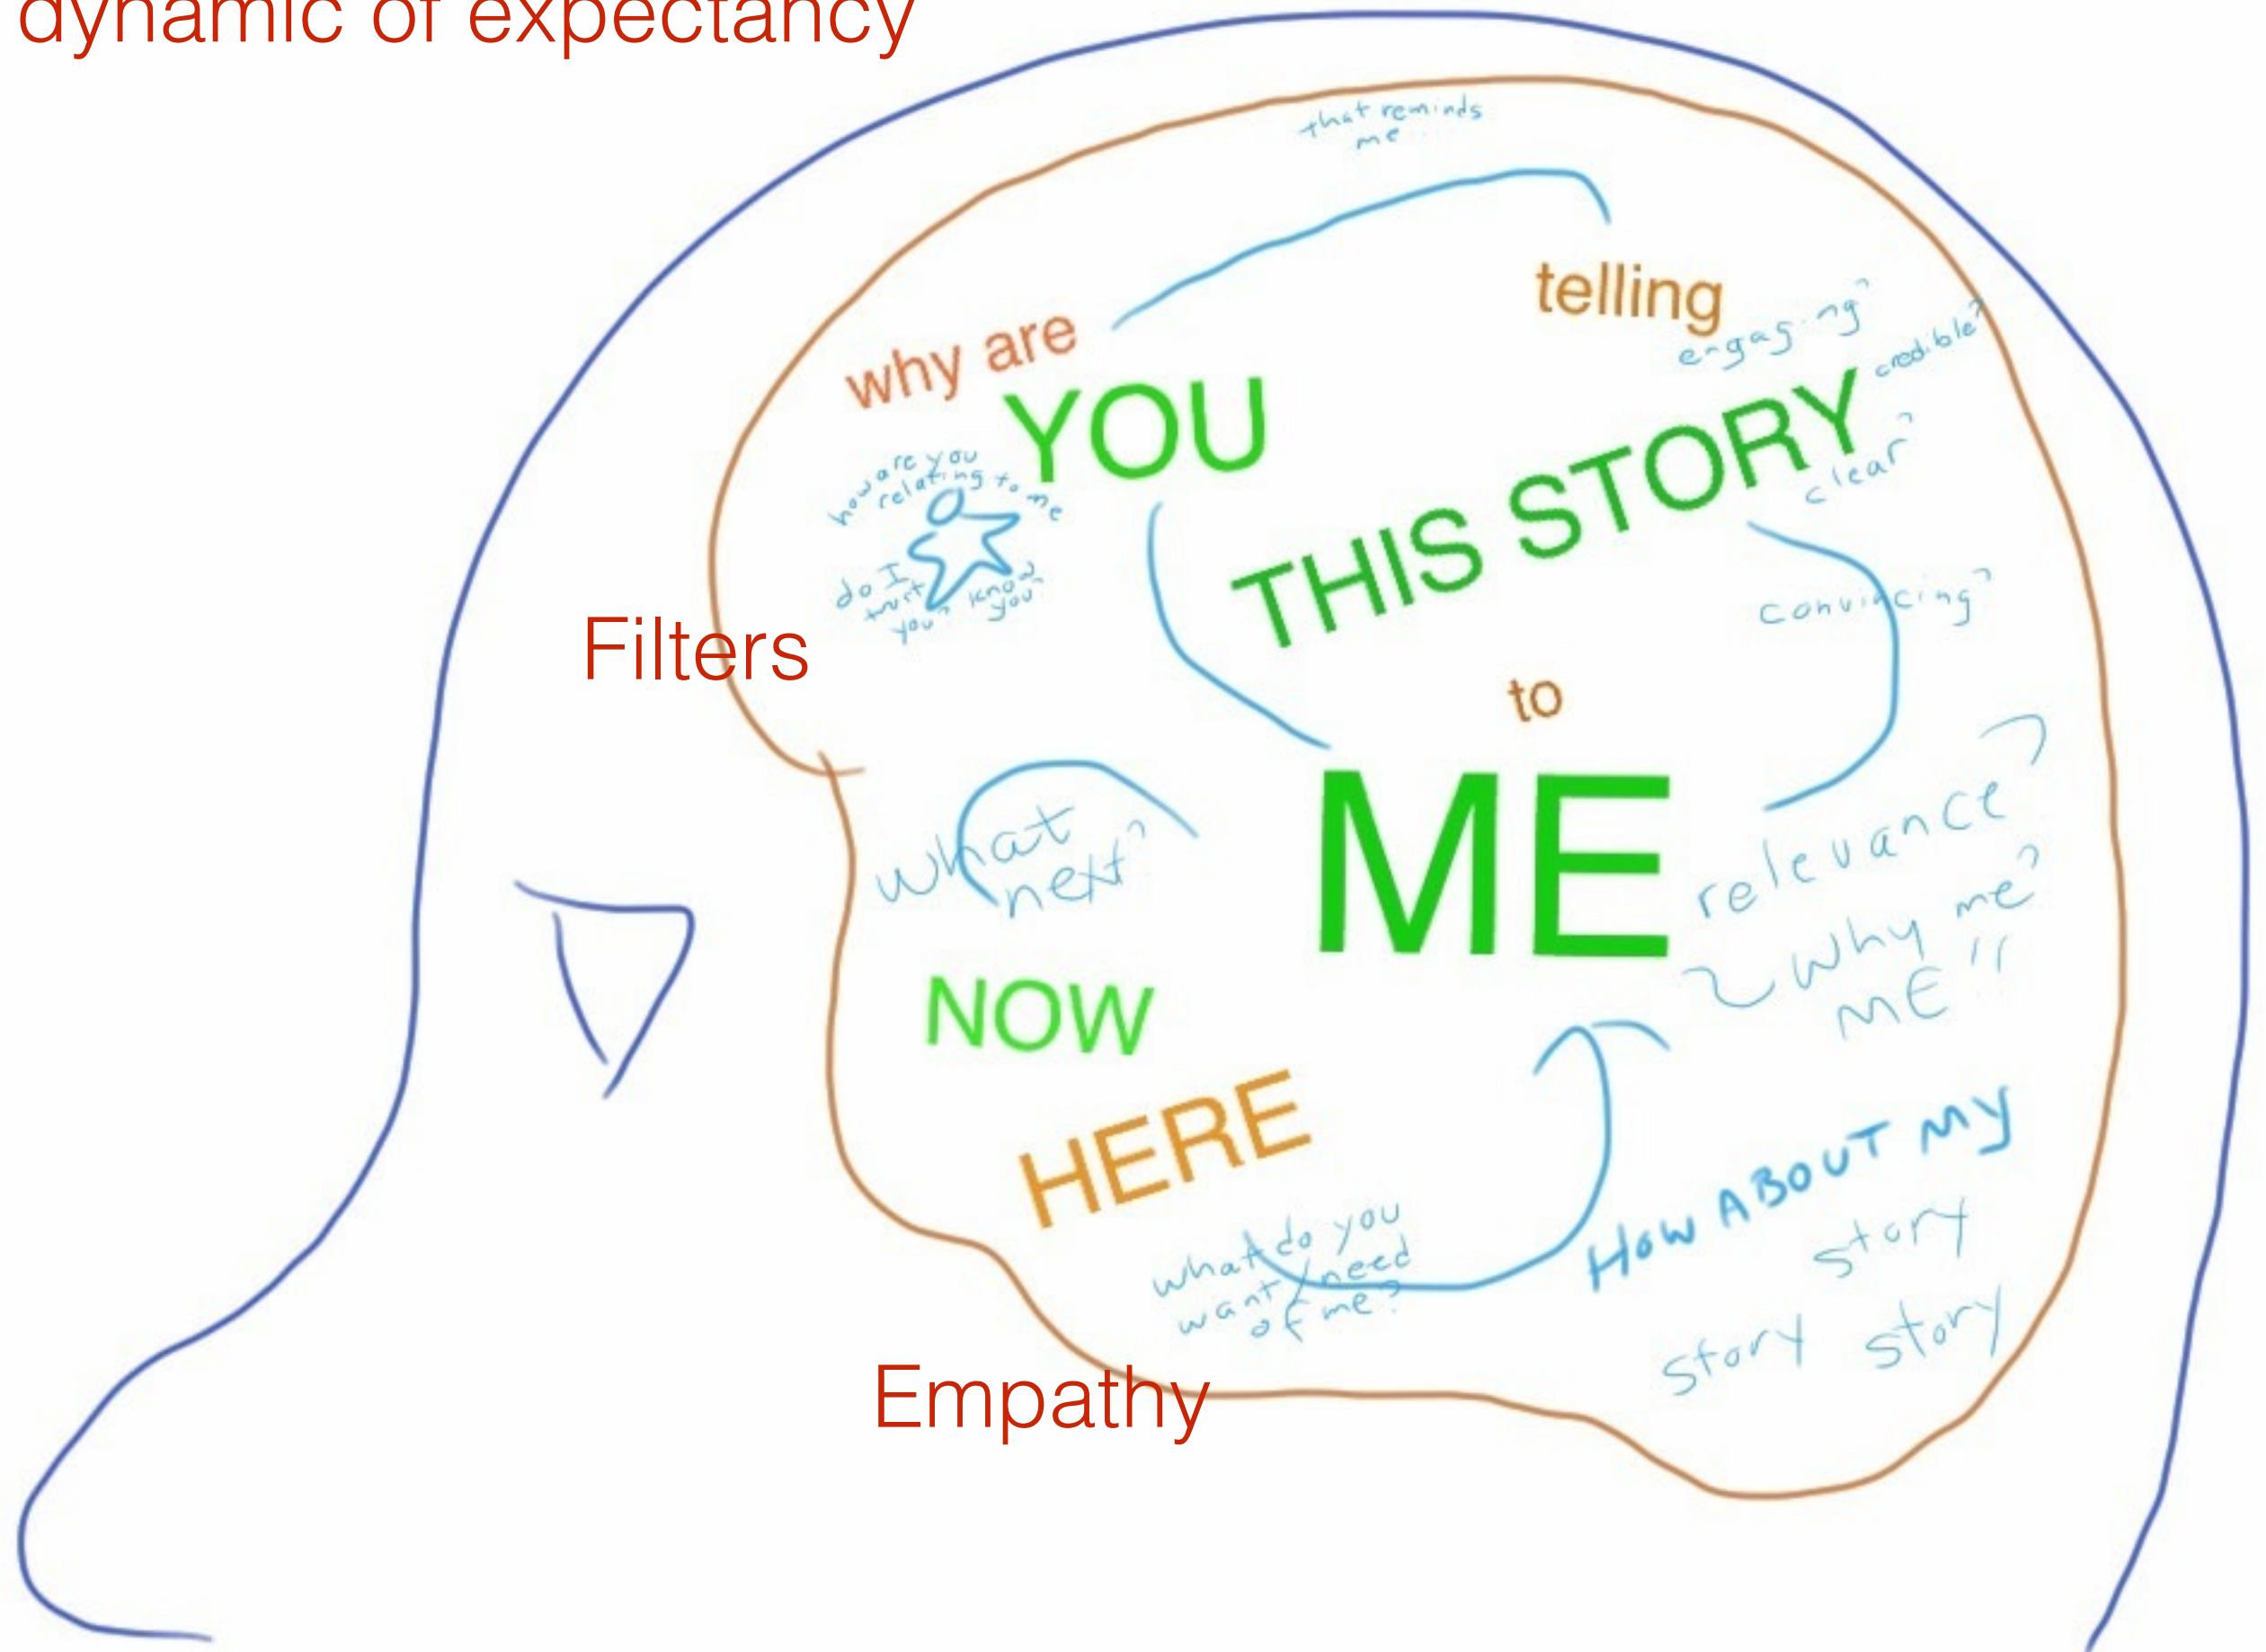 dynamic of expectancy
that reminds
me
telling
why are
engaging?
credible?
YOU
THIS STORY
clear?
how are you
relating to me
do I
trust
you?
know
you?
convincing?
Filters
to
ME
what
next?
relevance?
why me?
ME!!
NOW
HERE
HOW ABOUT MY
story
story story
what do you
want/need
of me?
Empathy